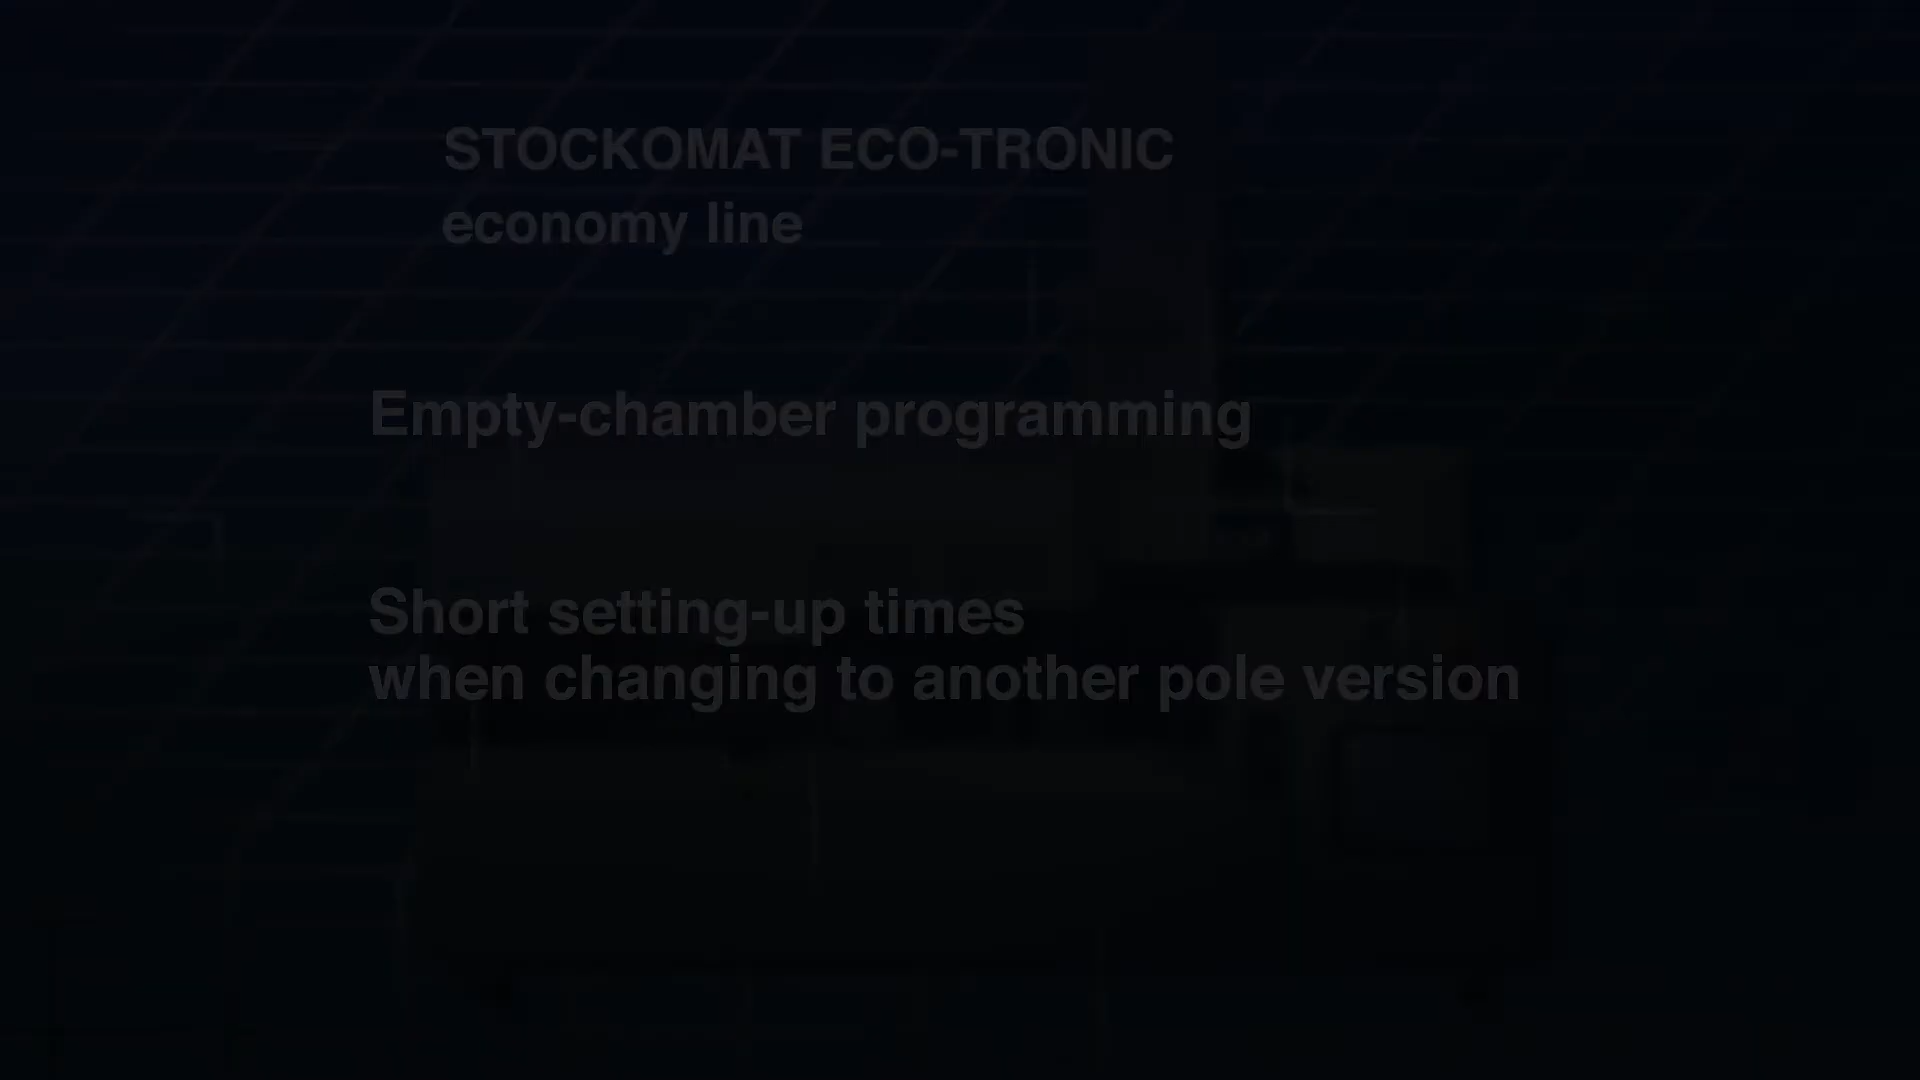 STOCKOMAT ECO-TRONIC
economy line
Empty-chamber programming
Short setting-up times
when changing to another pole version